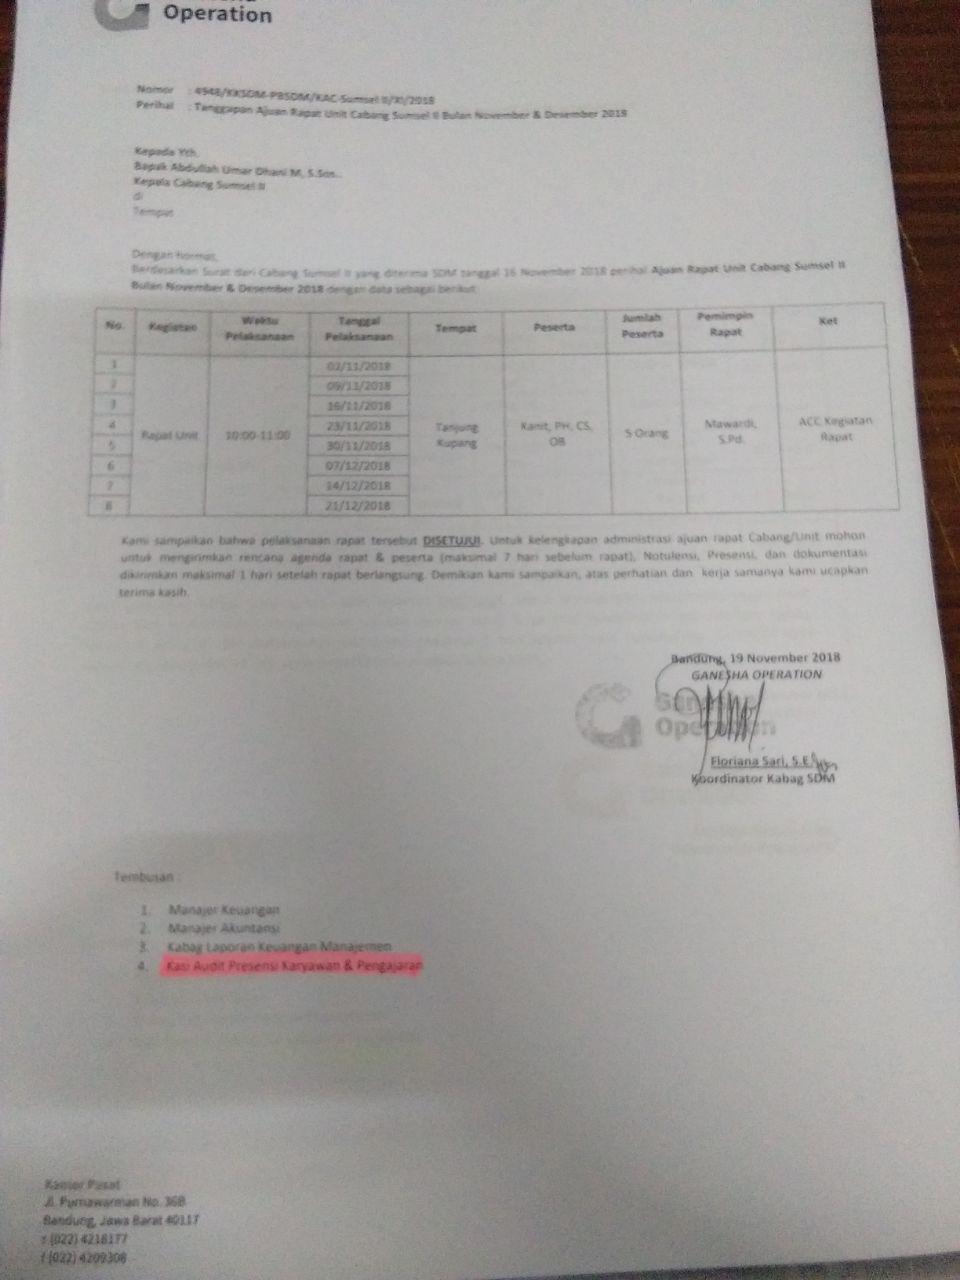 Operation
Nomor : 4948/KKSDM-PBSDM/KAC-Sumsel II/XI/2018
Perihal : Tanggapan Ajuan Rapat Unit Cabang Sumsel II Bulan November & Desember 2018
Kepada Yth.
Bapak Abdullah Umar Dhani M, S.Sos..
Kepala Cabang Sumsel II
di
Tempat
Dengan hormat,
Berdasarkan Surat dari Cabang Sumsel II yang diterima SDM tanggal 16 November 2018 perihal Ajuan Rapat Unit Cabang Sumsel II
Bulan November & Desember 2018 dengan data sebagai berikut
No. Kegiatan Waktu Pelaksanaan Tanggal Pelaksanaan Tempat Peserta Jumlah Peserta Pemimpin Rapat Ket
1 02/11/2018
2 09/11/2018
3 16/11/2018
4 23/11/2018
5 30/11/2018
6 07/12/2018
7 14/12/2018
8 21/12/2018
Rapat Unit 10:00-11:00 Tanjung Kupang Kanit, PH, CS, OB 5 Orang Mawardi, S.Pd. ACC Kegiatan Rapat
Kami sampaikan bahwa pelaksanaan rapat tersebut DISETUJUI. Untuk kelengkapan administrasi ajuan rapat Cabang/Unit mohon
untuk mengirimkan rencana agenda rapat & peserta (maksimal 7 hari sebelum rapat), Notulensi, Presensi, dan dokumentasi
dikirimkan maksimal 1 hari setelah rapat berlangsung. Demikian kami sampaikan, atas perhatian dan kerja samanya kami ucapkan
terima kasih.
Bandung, 19 November 2018
GANESHA OPERATION
Ganesha
Operation
Floriana Sari, S.E
Koordinator Kabag SDM
Tembusan :
1. Manajer Keuangan
2. Manajer Akuntansi
3. Kabag Laporan Keuangan Manajemen
4. Kasi Audit Presensi Karyawan & Pengajaran
Kantor Pusat
Jl. Purnawarman No. 36B
Bandung, Jawa Barat 40117
t (022) 4218177
f (022) 4209308